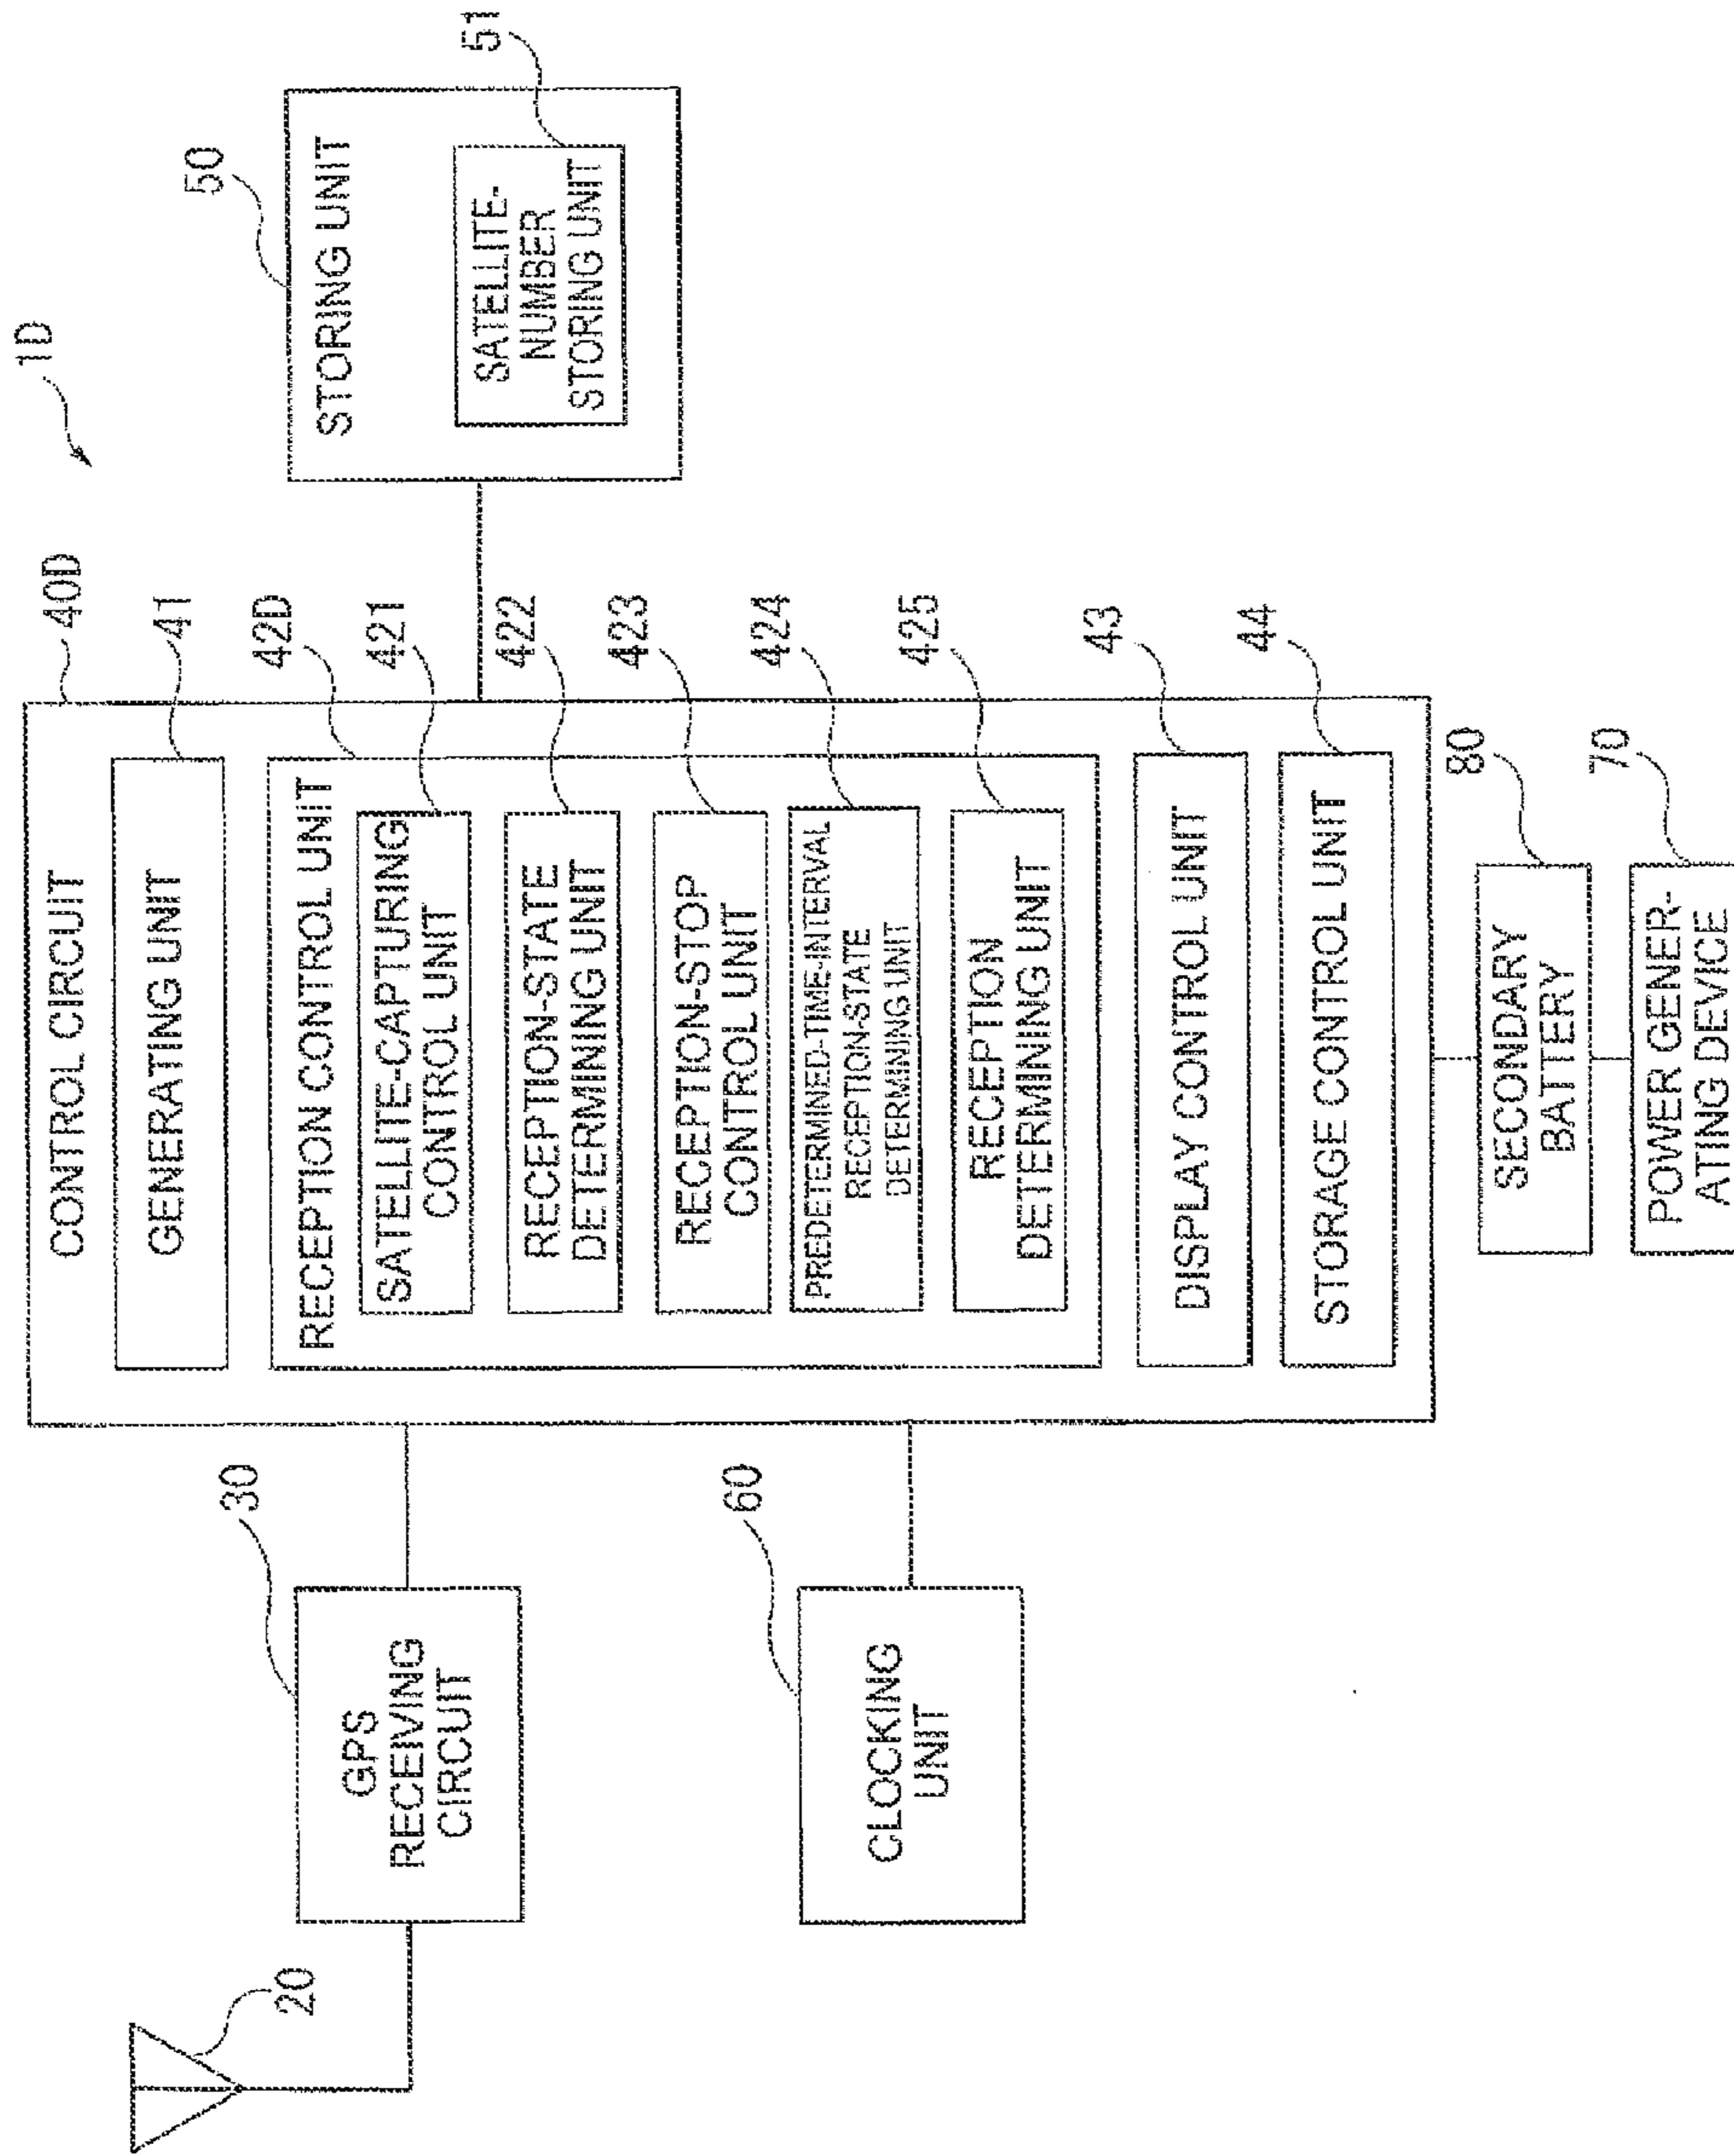 1D
20
30
GPS
RECEIVING
CIRCUIT
60
CLOCKING
UNIT
40D
CONTROL CIRCUIT
41
GENERATING UNIT
42D
RECEPTION CONTROL UNIT
421
SATELLITE-CAPTURING
CONTROL UNIT
422
RECEPTION-STATE
DETERMINING UNIT
423
RECEPTION-STOP
CONTROL UNIT
424
PREDETERMINED-TIME-INTERVAL
RECEPTION-STATE
DETERMINING UNIT
425
RECEPTION
DETERMINING UNIT
43
DISPLAY CONTROL UNIT
44
STORAGE CONTROL UNIT
80
SECONDARY
BATTERY
70
POWER GENER-
ATING DEVICE
50
STORING UNIT
51
SATELLITE-
NUMBER
STORING UNIT